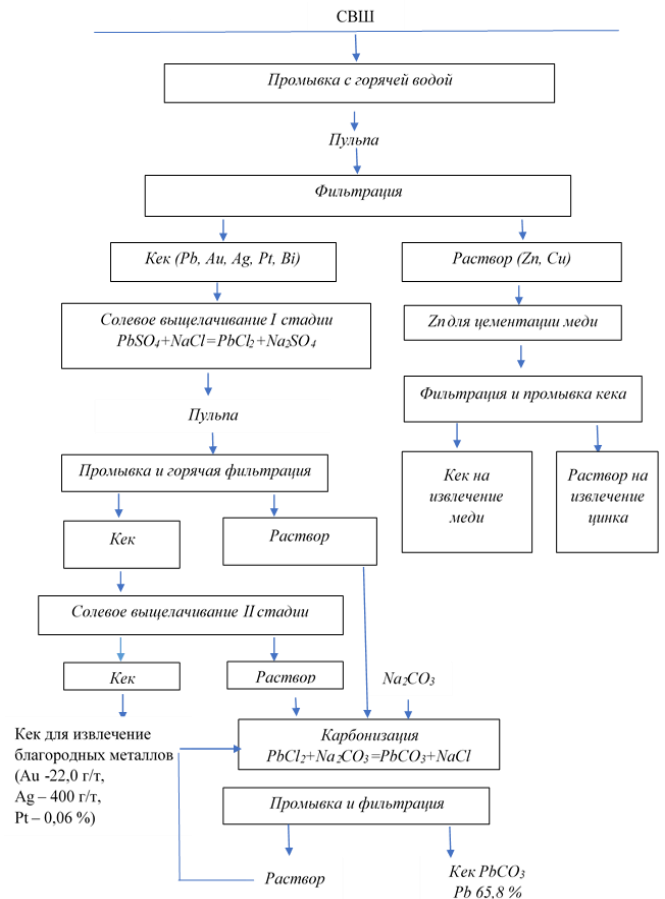 СВШ
Промывка с горячей водой
Пульпа
Фильтрация
Кек (Pb, Au, Ag, Pt, Bi)
Раствор (Zn, Cu)
Солевое выщелачивание I стадии
PbSO₄+NaCl=PbCl₂+Na₂SO₄
Zn для цементации меди
Пульпа
Фильтрация и промывка кека
Промывка и горячая фильтрация
Кек на
извлечение
меди
Раствор на
извлечение
цинка
Кек
Раствор
Солевое выщелачивание II стадии
Кек
Раствор
Na₂CO₃
Кек для извлечение
благородных металлов
(Au -22,0 г/т,
Ag – 400 г/т,
Pt – 0,06 %)
Карбонизация
PbCl₂+Na₂CO₃=PbCO₃+NaCl
Промывка и фильтрация
Раствор
Кек PbCO₃
Pb 65,8 %